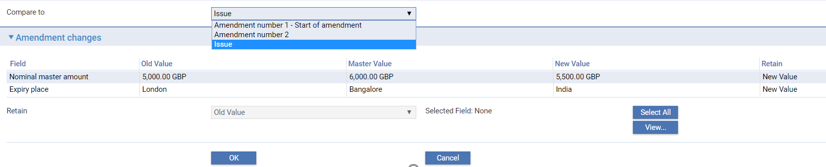 Compare to Issue
Amendment number 1 - Start of amendment
Amendment number 2
Issue
Amendment changes
Field Old Value Master Value New Value Retain
Nominal master amount 5,000.00 GBP 6,000.00 GBP 5,500.00 GBP New Value
Expiry place London Bangalore India New Value
Retain Old Value Selected Field: None Select All
View...
OK Cancel